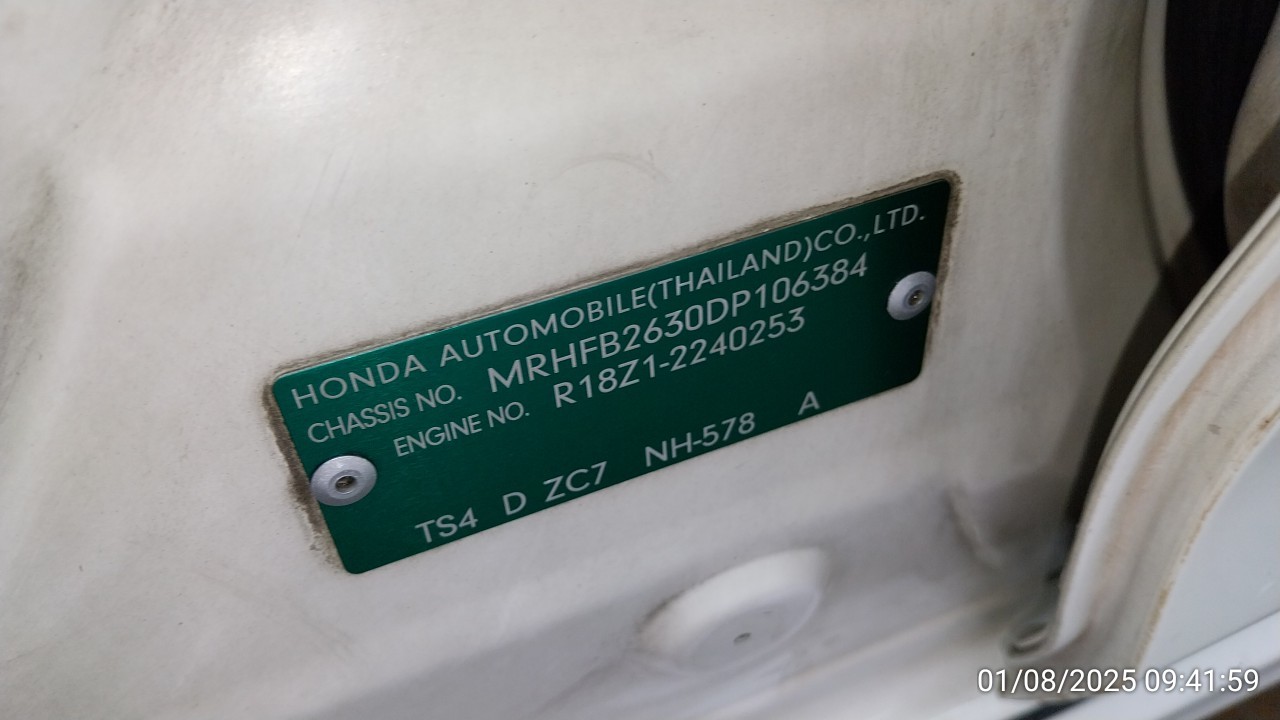 HONDA AUTOMOBILE(THAILAND)CO.,LTD.
CHASSIS NO. MRHFB2630DP106384
ENGINE NO. R18Z1-2240253
TS4 D ZC7 NH-578 A
01/08/2025 09:41:59